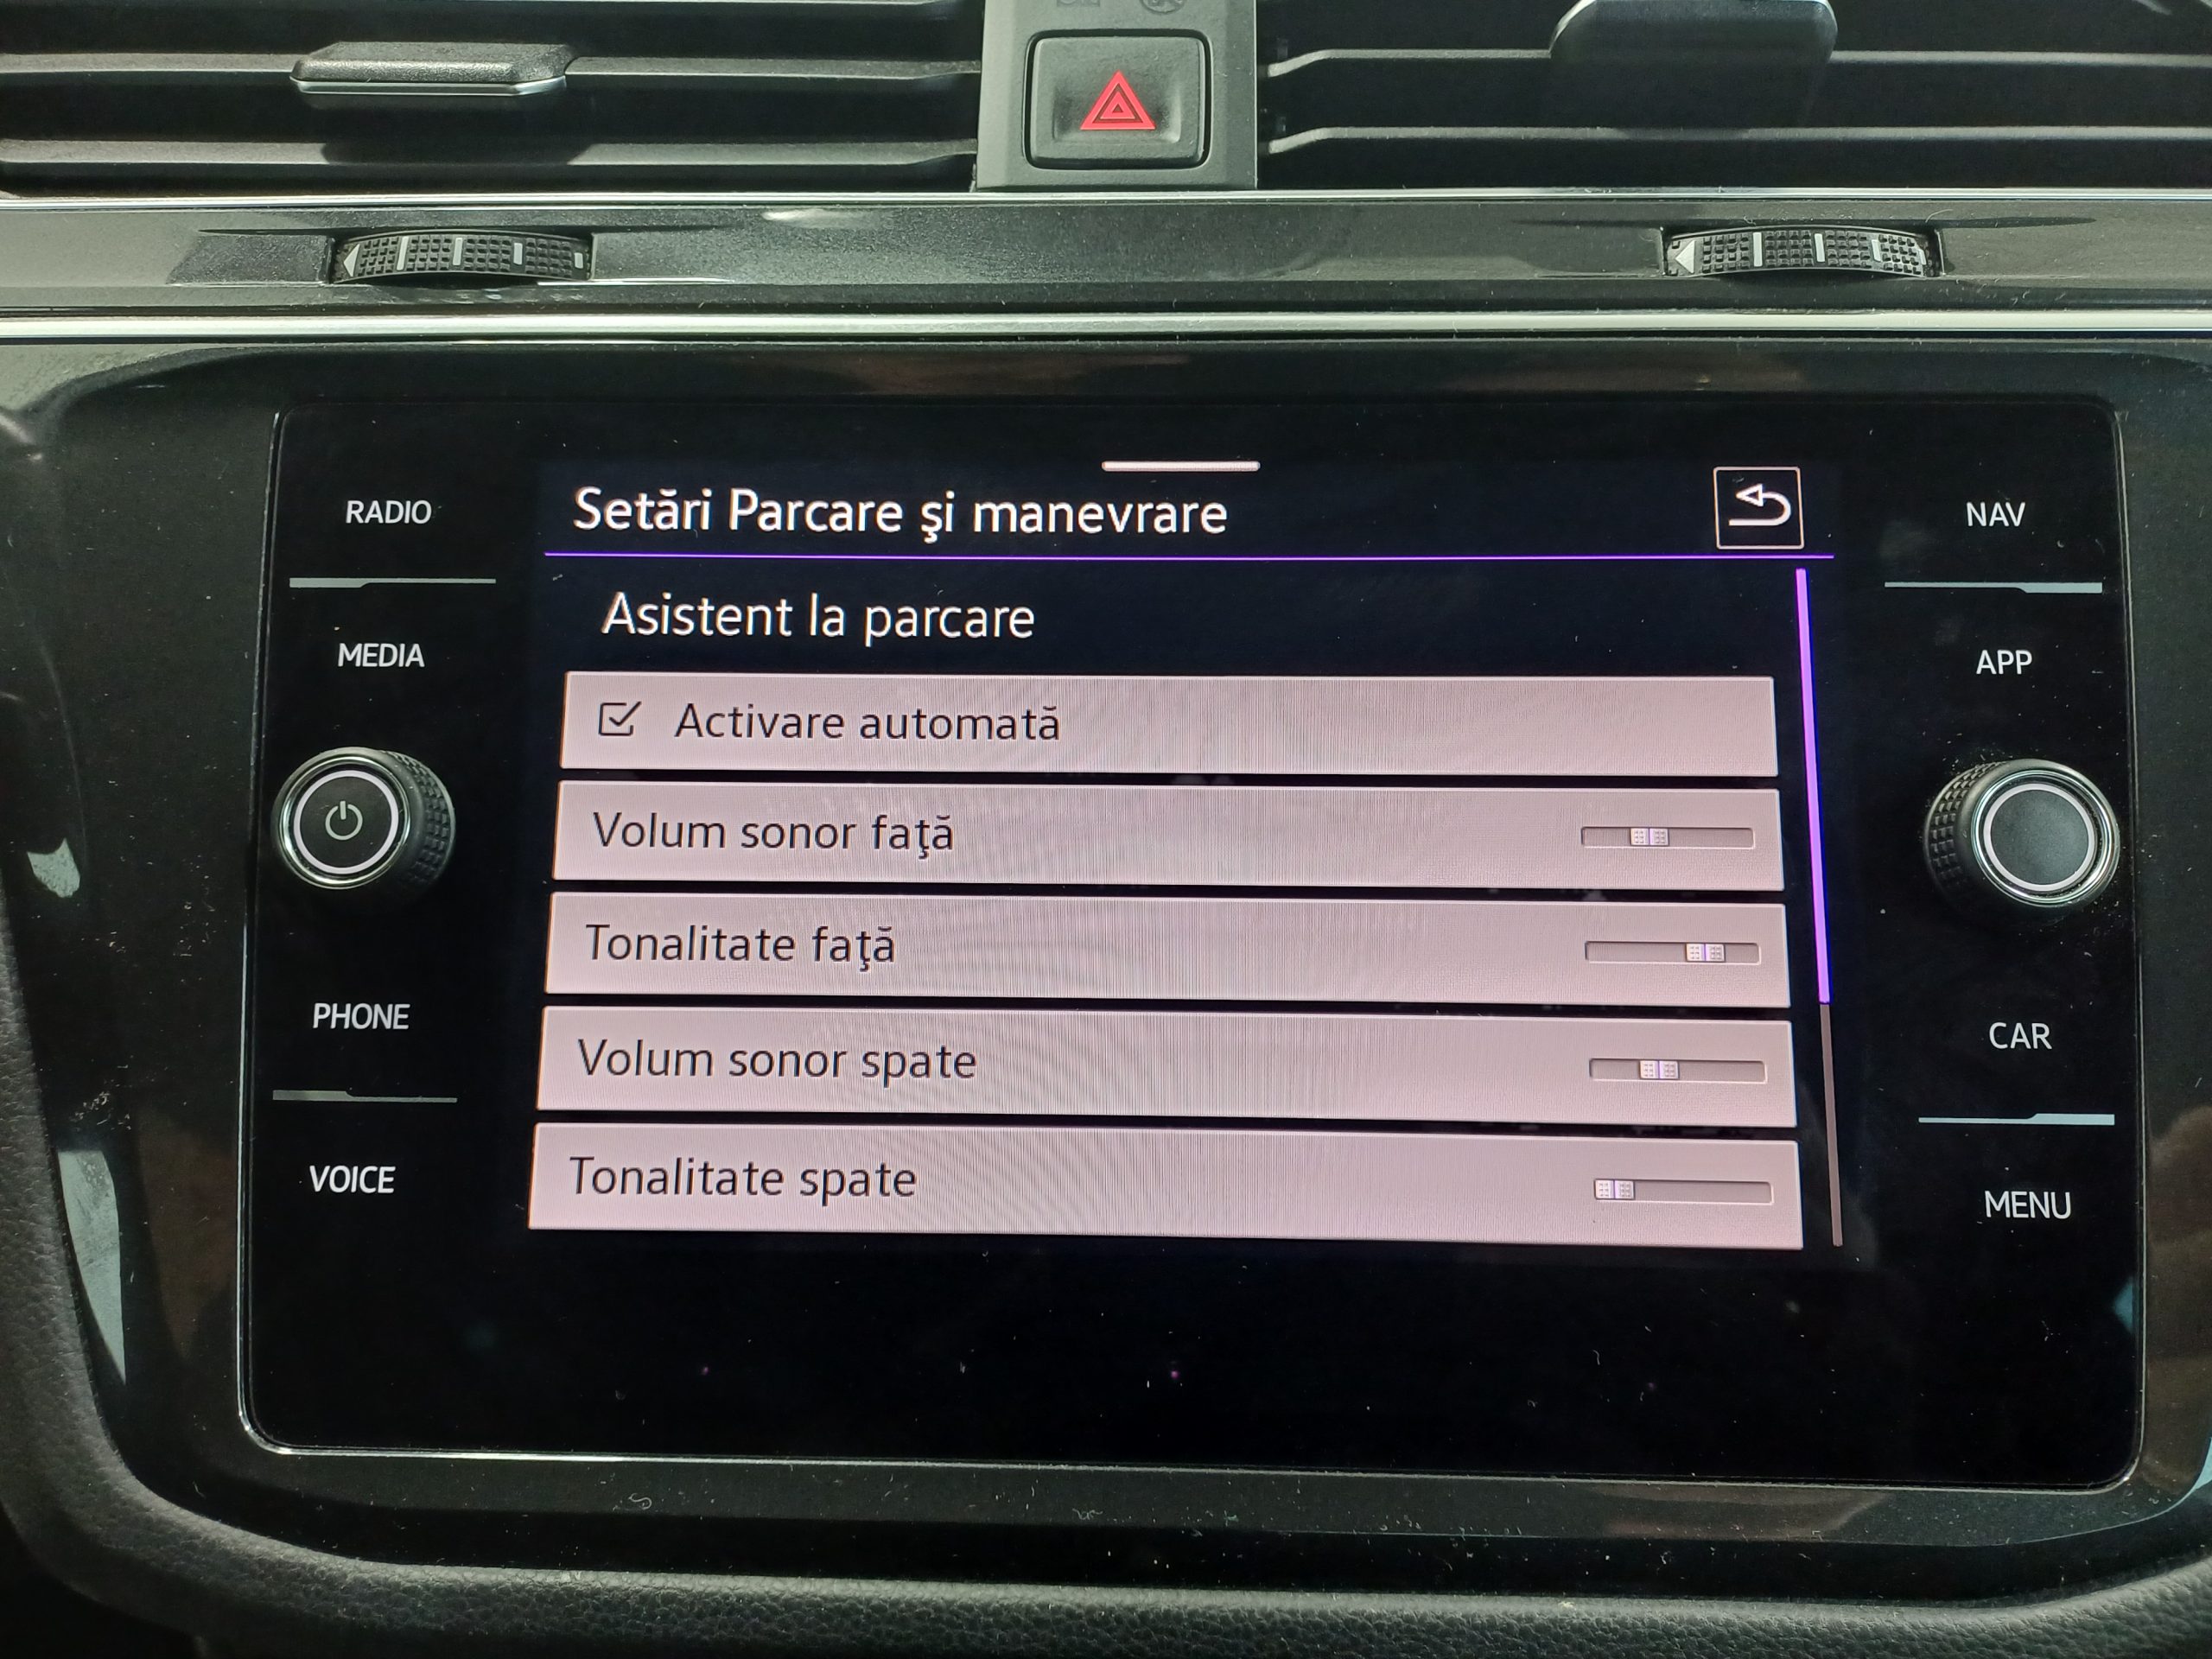 Setări Parcare şi manevrare
Asistent la parcare
Activare automată
Volum sonor faţă
Tonalitate faţă
Volum sonor spate
Tonalitate spate
RADIO
MEDIA
PHONE
VOICE
NAV
APP
CAR
MENU